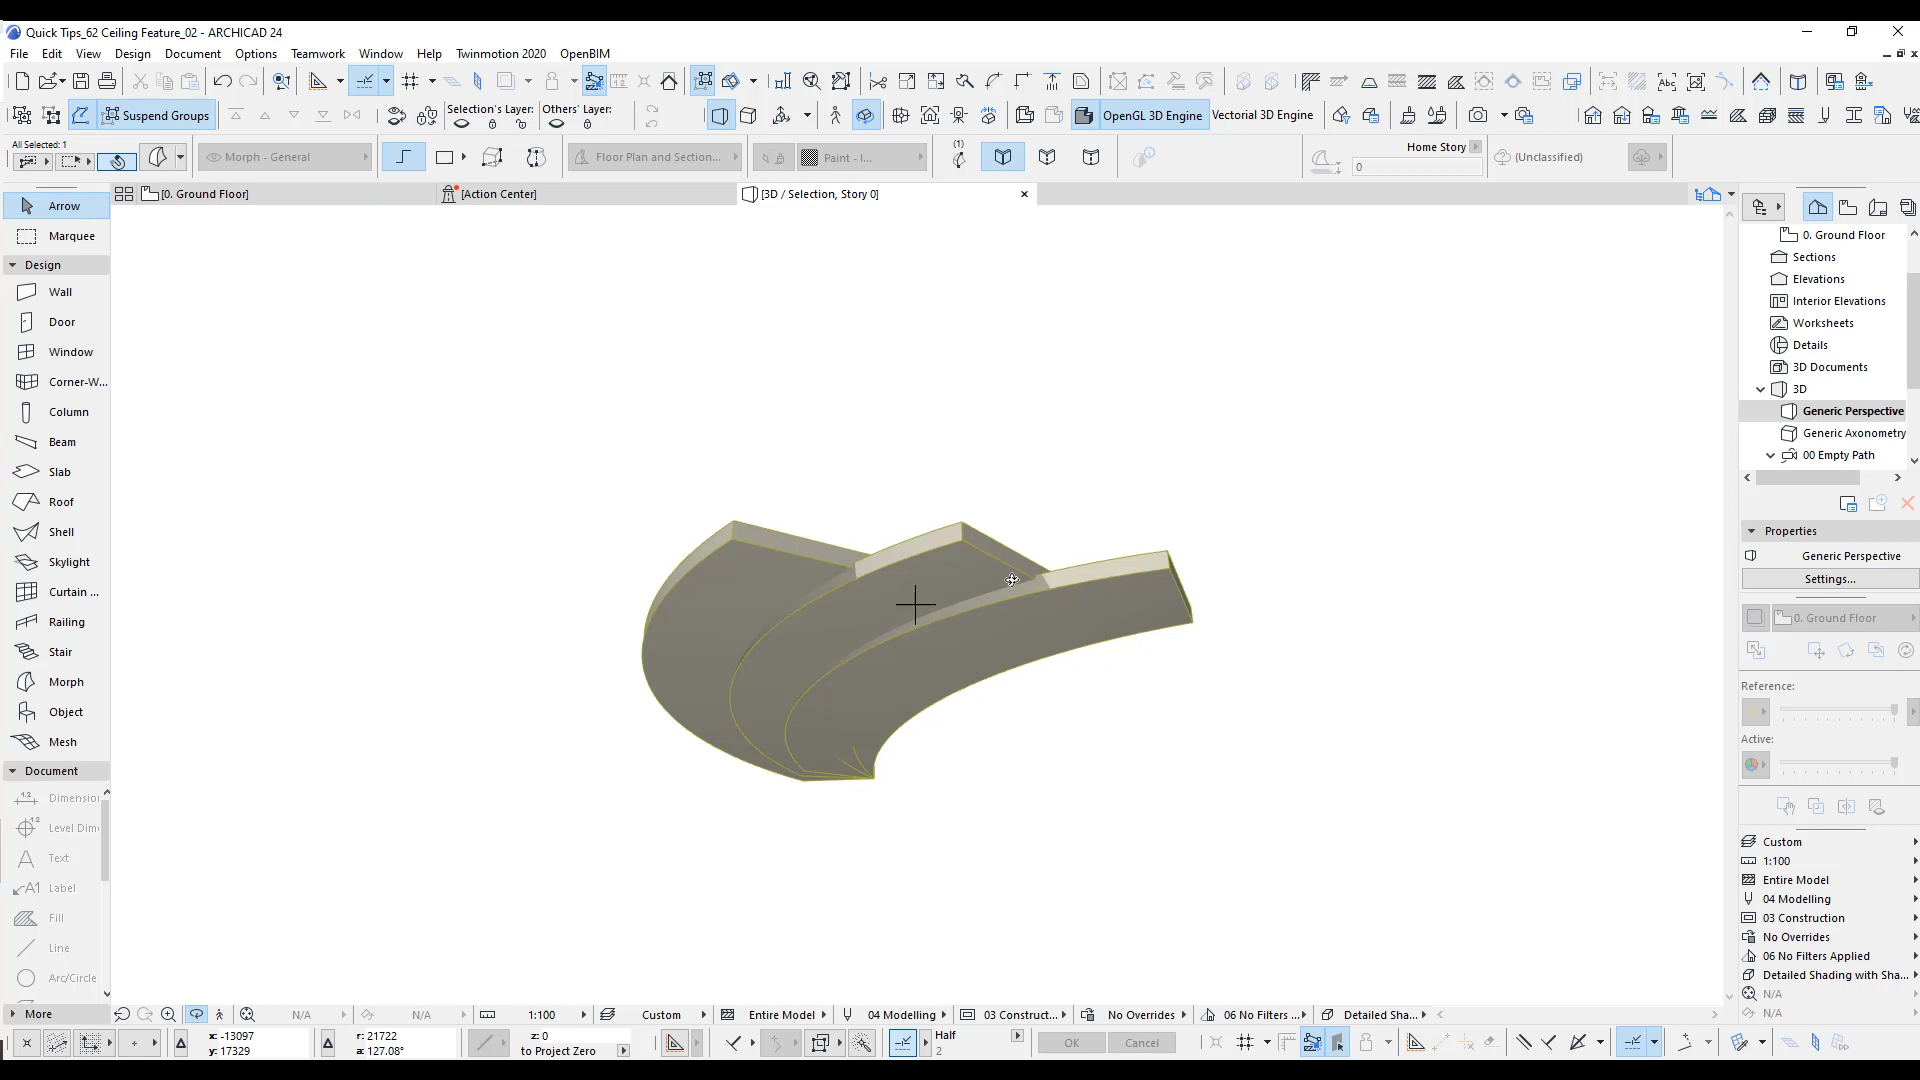 Quick Tips_62 Ceiling Feature_02 - ARCHICAD 24
File Edit View Design Document Options Teamwork Window Help Twinmotion 2020 OpenBIM
Suspend Groups
Selection's Layer:
Others' Layer:
OpenGL 3D Engine
Vectorial 3D Engine
All Selected: 1
Morph - General
Floor Plan and Section...
Paint - I...
(1)
Home Story
0
(Unclassified)
[0. Ground Floor]
[Action Center]
[3D / Selection, Story 0]
Arrow
Marquee
Design
Wall
Door
Window
Corner-W...
Column
Beam
Slab
Roof
Shell
Skylight
Curtain ...
Railing
Stair
Morph
Object
Mesh
Document
1.2
Dimension
1.2
Level Dim
A Text
A1 Label
Fill
Line
Arc/Circle
More
0. Ground Floor
Sections
Elevations
Interior Elevations
Worksheets
Details
3D Documents
3D
Generic Perspective
Generic Axonometry
00 Empty Path
Properties
Generic Perspective
Settings...
0. Ground Floor
Reference:
Active:
Custom
1:100
Entire Model
04 Modelling
03 Construction
No Overrides
06 No Filters Applied
Detailed Shading with Sha...
N/A
N/A
N/A
N/A
1:100
Custom
Entire Model
04 Modelling
03 Construct...
No Overrides
06 No Filters ...
Detailed Sha...
x: -13097
y: 17329
r: 21722
a: 127.08°
z: 0
to Project Zero
Half
2
OK
Cancel